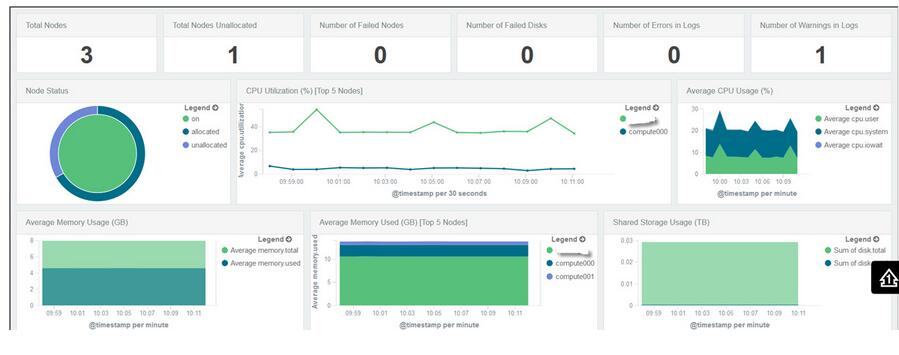 Total Nodes
3
Total Nodes Unallocated
1
Number of Failed Nodes
0
Number of Failed Disks
0
Number of Errors in Logs
0
Number of Warnings in Logs
1
Node Status
Legend
on
allocated
unallocated
CPU Utilization (%) [Top 5 Nodes]
Average cpu.utilization
40
20
0
09:59:00 10:01:00 10:03:00 10:05:00 10:07:00 10:09:00 10:11:00
@timestamp per 30 seconds
Legend
compute000
Average CPU Usage (%)
30
20
10
0
10:00 10:03 10:06 10:09
@timestamp per minute
Legend
Average cpu.user
Average cpu.system
Average cpu.iowait
Average Memory Usage (GB)
8
6
4
2
0
09:59 10:01 10:03 10:05 10:07 10:09 10:11
@timestamp per minute
Legend
Average memory.total
Average memory.used
Average Memory Used (GB) [Top 5 Nodes]
Average memory.used
10
5
0
09:59 10:01 10:03 10:05 10:07 10:09 10:11
@timestamp per minute
Legend
compute000
compute001
Shared Storage Usage (TB)
0.03
0.02
0.01
0
09:59 10:01 10:03 10:05 10:07 10:09 10:11
@timestamp per minute
Legend
Sum of disk.total
Sum of disk
1